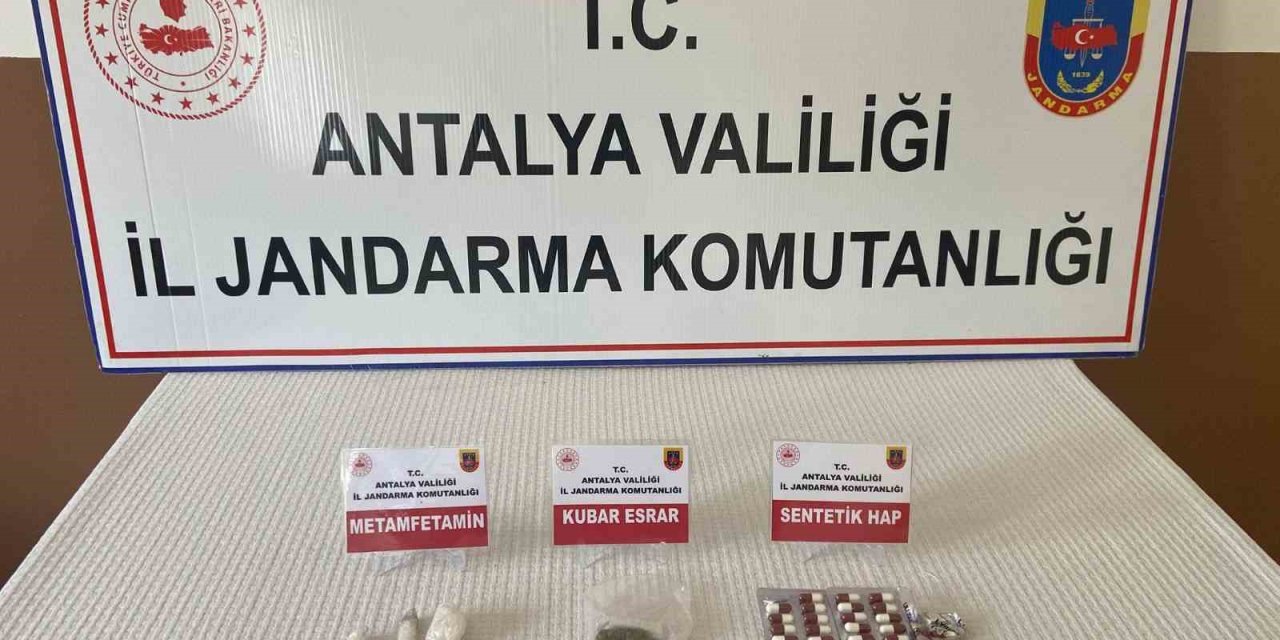 T.C.
ANTALYA VALİLİĞİ
İL JANDARMA KOMUTANLIĞI
JANDARMA
1839
T.C.
ANTALYA VALİLİĞİ
İL JANDARMA KOMUTANLIĞI
METAMFETAMİN
T.C.
ANTALYA VALİLİĞİ
İL JANDARMA KOMUTANLIĞI
KUBAR ESRAR
T.C.
ANTALYA VALİLİĞİ
İL JANDARMA KOMUTANLIĞI
SENTETİK HAP